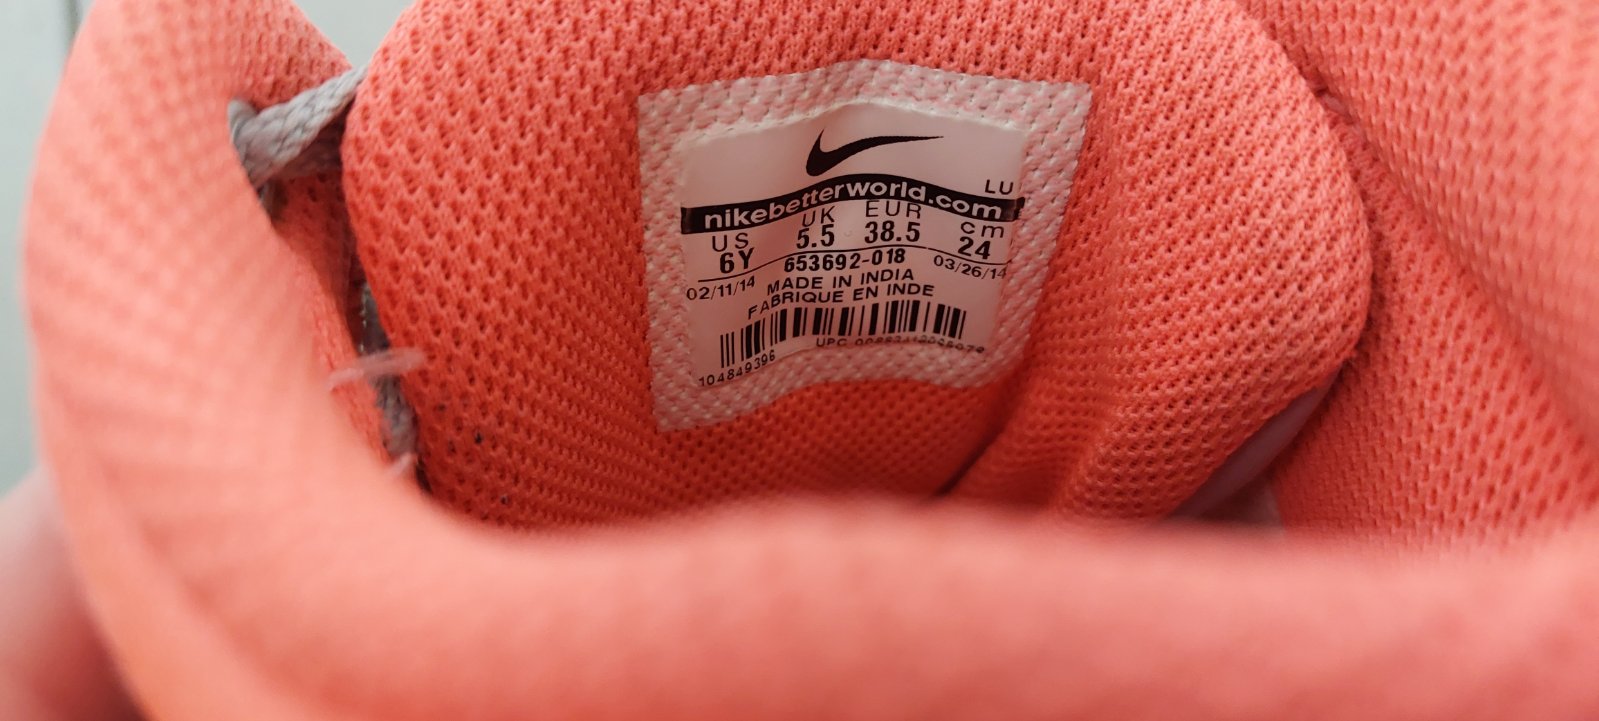 LU
nikebetterworld.com
US UK EUR cm
6Y 5.5 38.5 24
653692-018
02/11/14 03/26/14
MADE IN INDIA
FABRIQUE EN INDE
UPC
104849396